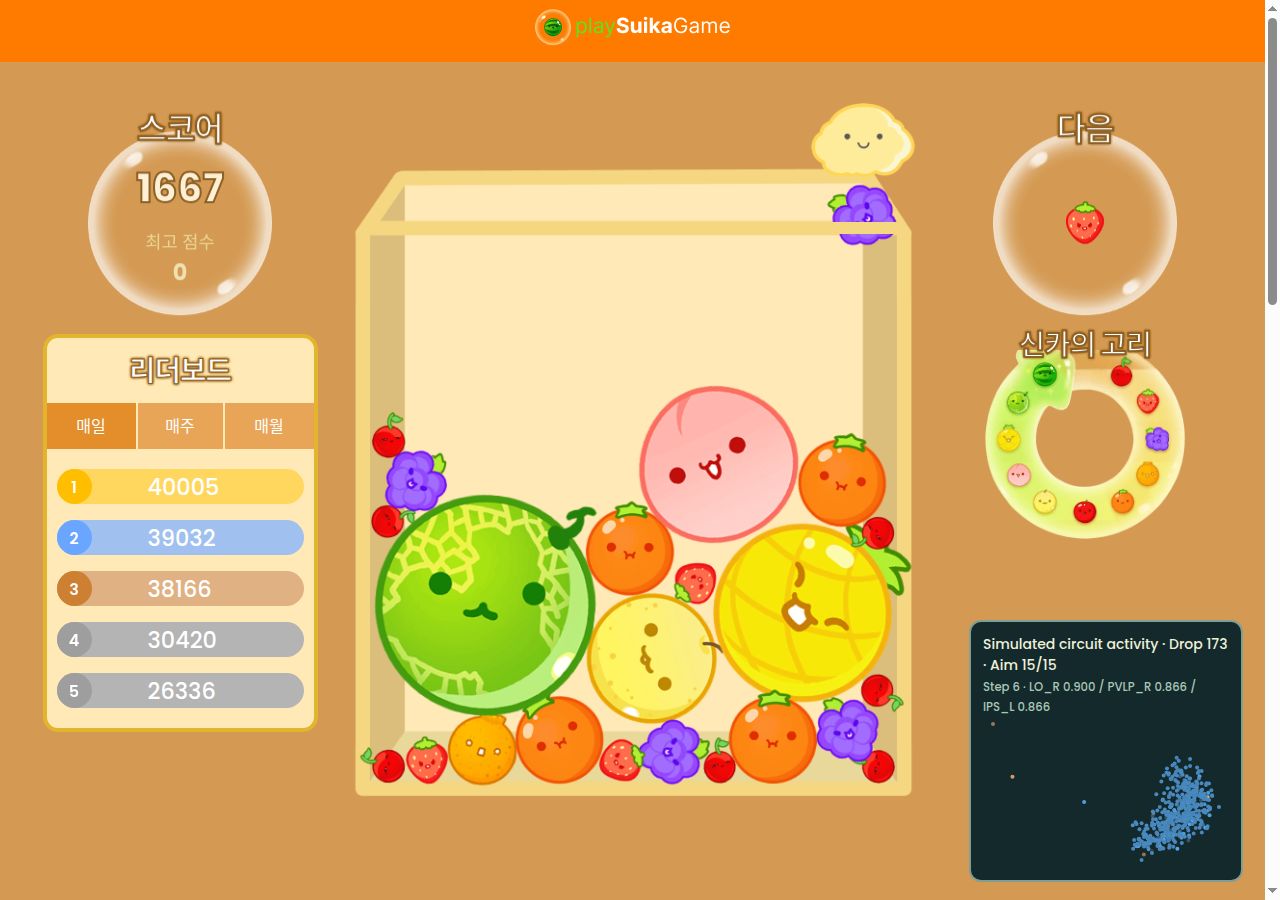 playSuikaGame
스코어
1667
최고 점수
0
다음
신카의 고리
리더보드
매일 매주 매월
1 40005
2 39032
3 38166
4 30420
5 26336
Simulated circuit activity · Drop 173
· Aim 15/15
Step 6 · LO_R 0.900 / PVLP_R 0.866 /
IPS_L 0.866